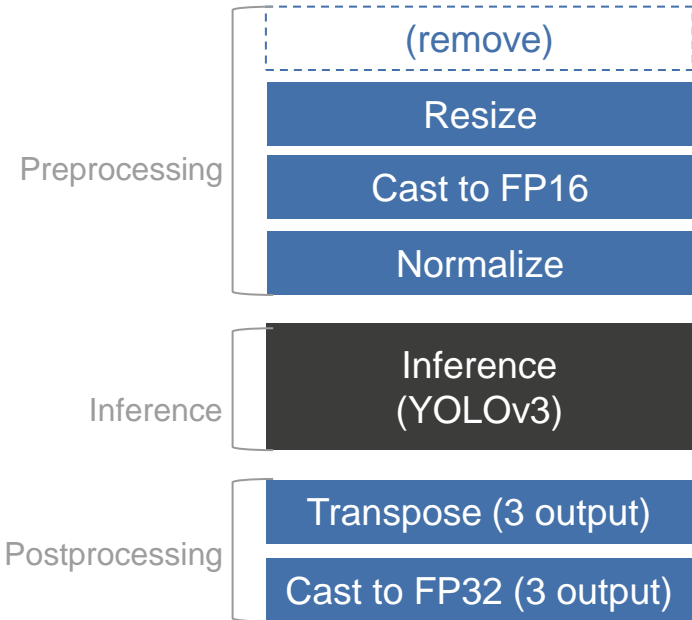 (remove)
Resize
Preprocessing
Cast to FP16
Normalize
Inference
(YOLOv3)
Inference
Transpose (3 output)
Postprocessing
Cast to FP32 (3 output)